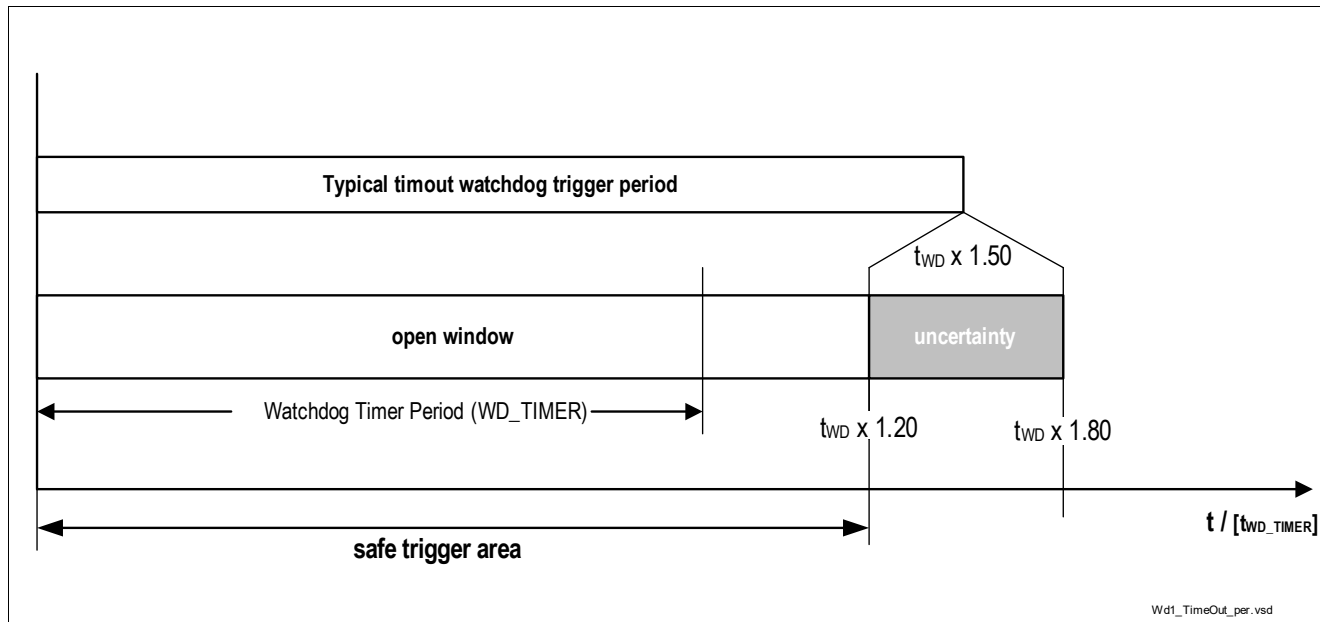 Typical timout watchdog trigger period
tWD x 1.50
open window
uncertainty
Watchdog Timer Period (WD_TIMER)
tWD x 1.20
tWD x 1.80
t / [tWD_TIMER]
safe trigger area
Wd1_TimeOut_per.vsd